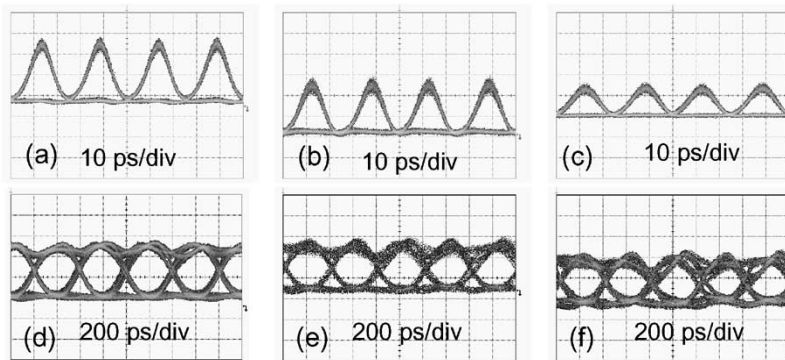 (a) 10 ps/div
(b) 10 ps/div
(c) 10 ps/div
(d) 200 ps/div
(e) 200 ps/div
(f) 200 ps/div